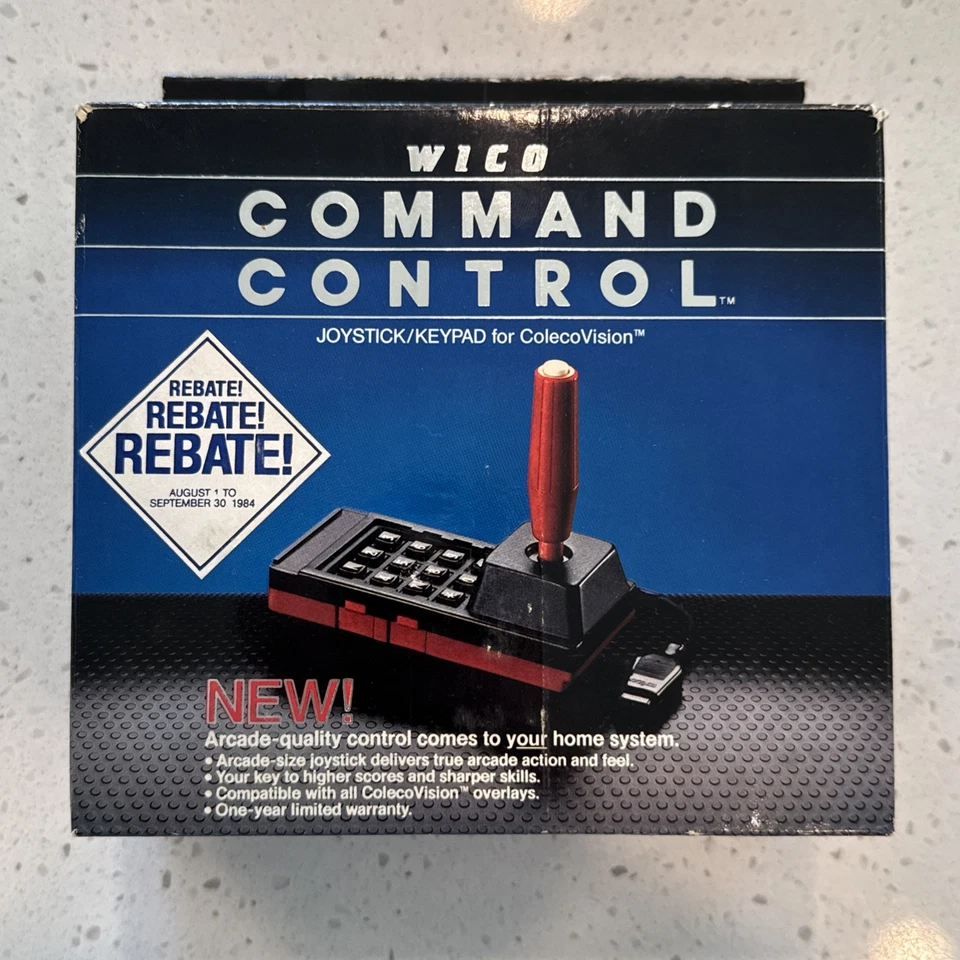 WICO
COMMAND
CONTROL™
JOYSTICK/KEYPAD for ColecoVision™
REBATE!
REBATE!
REBATE!
AUGUST 1 TO
SEPTEMBER 30 1984
NEW!
Arcade-quality control comes to your home system.
• Arcade-size joystick delivers true arcade action and feel.
• Your key to higher scores and sharper skills.
• Compatible with all ColecoVision™ overlays.
• One-year limited warranty.